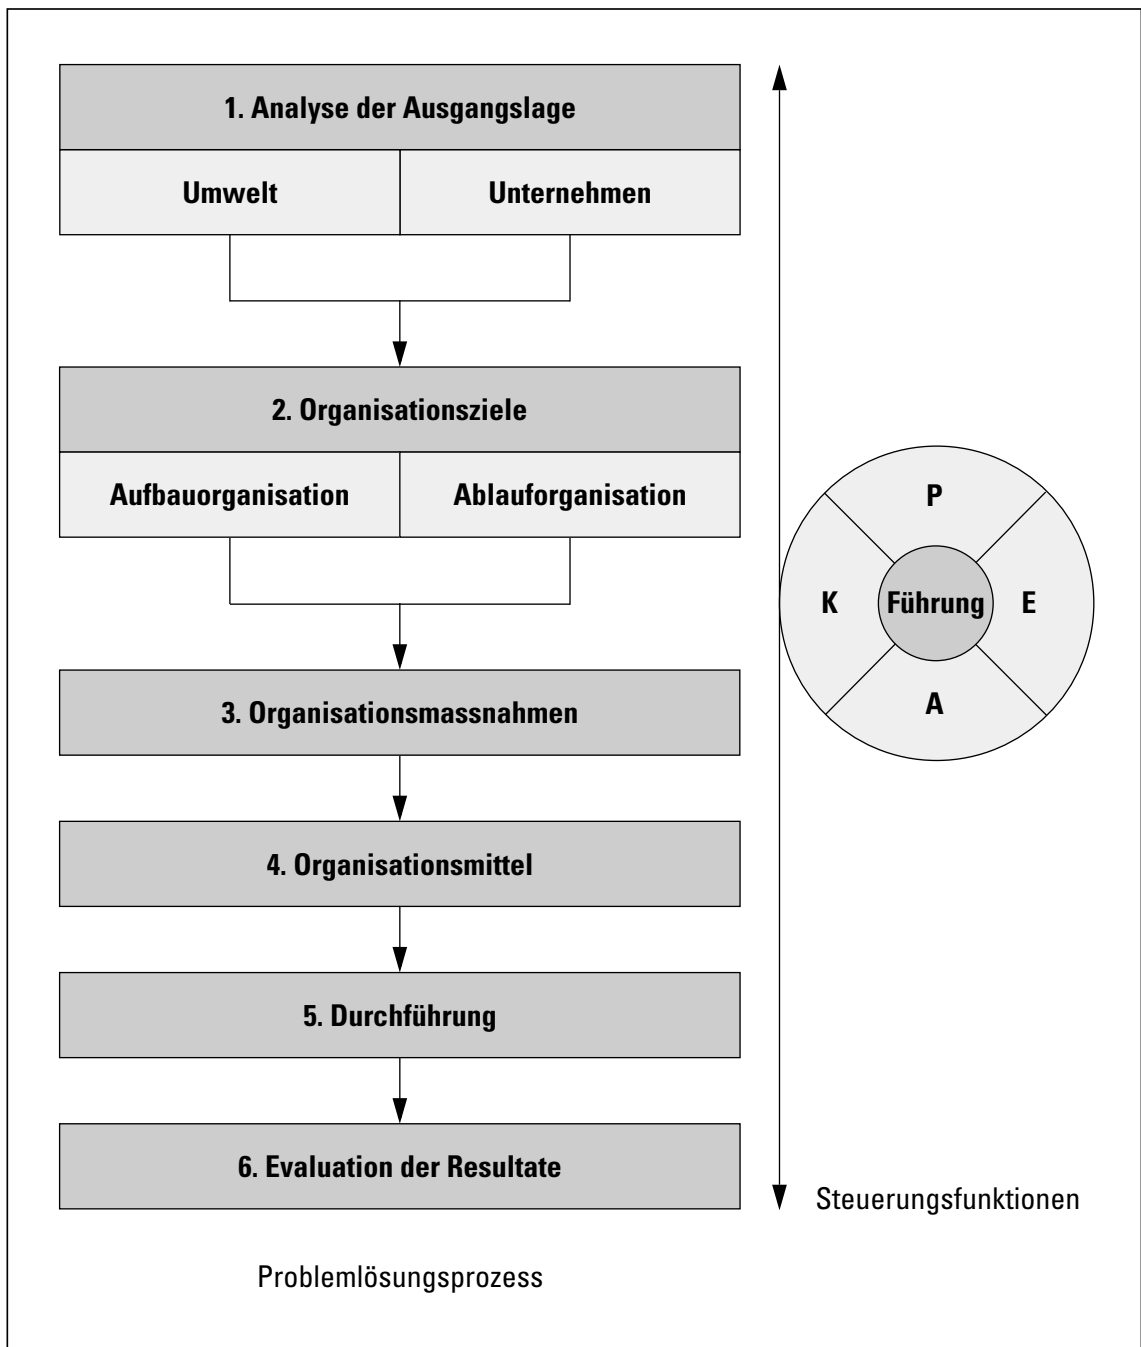 1. Analyse der Ausgangslage
Umwelt
Unternehmen
2. Organisationsziele
Aufbauorganisation
Ablauforganisation
3. Organisationsmassnahmen
4. Organisationsmittel
5. Durchführung
6. Evaluation der Resultate
Problemlösungsprozess
P
K
Führung
E
A
Steuerungsfunktionen